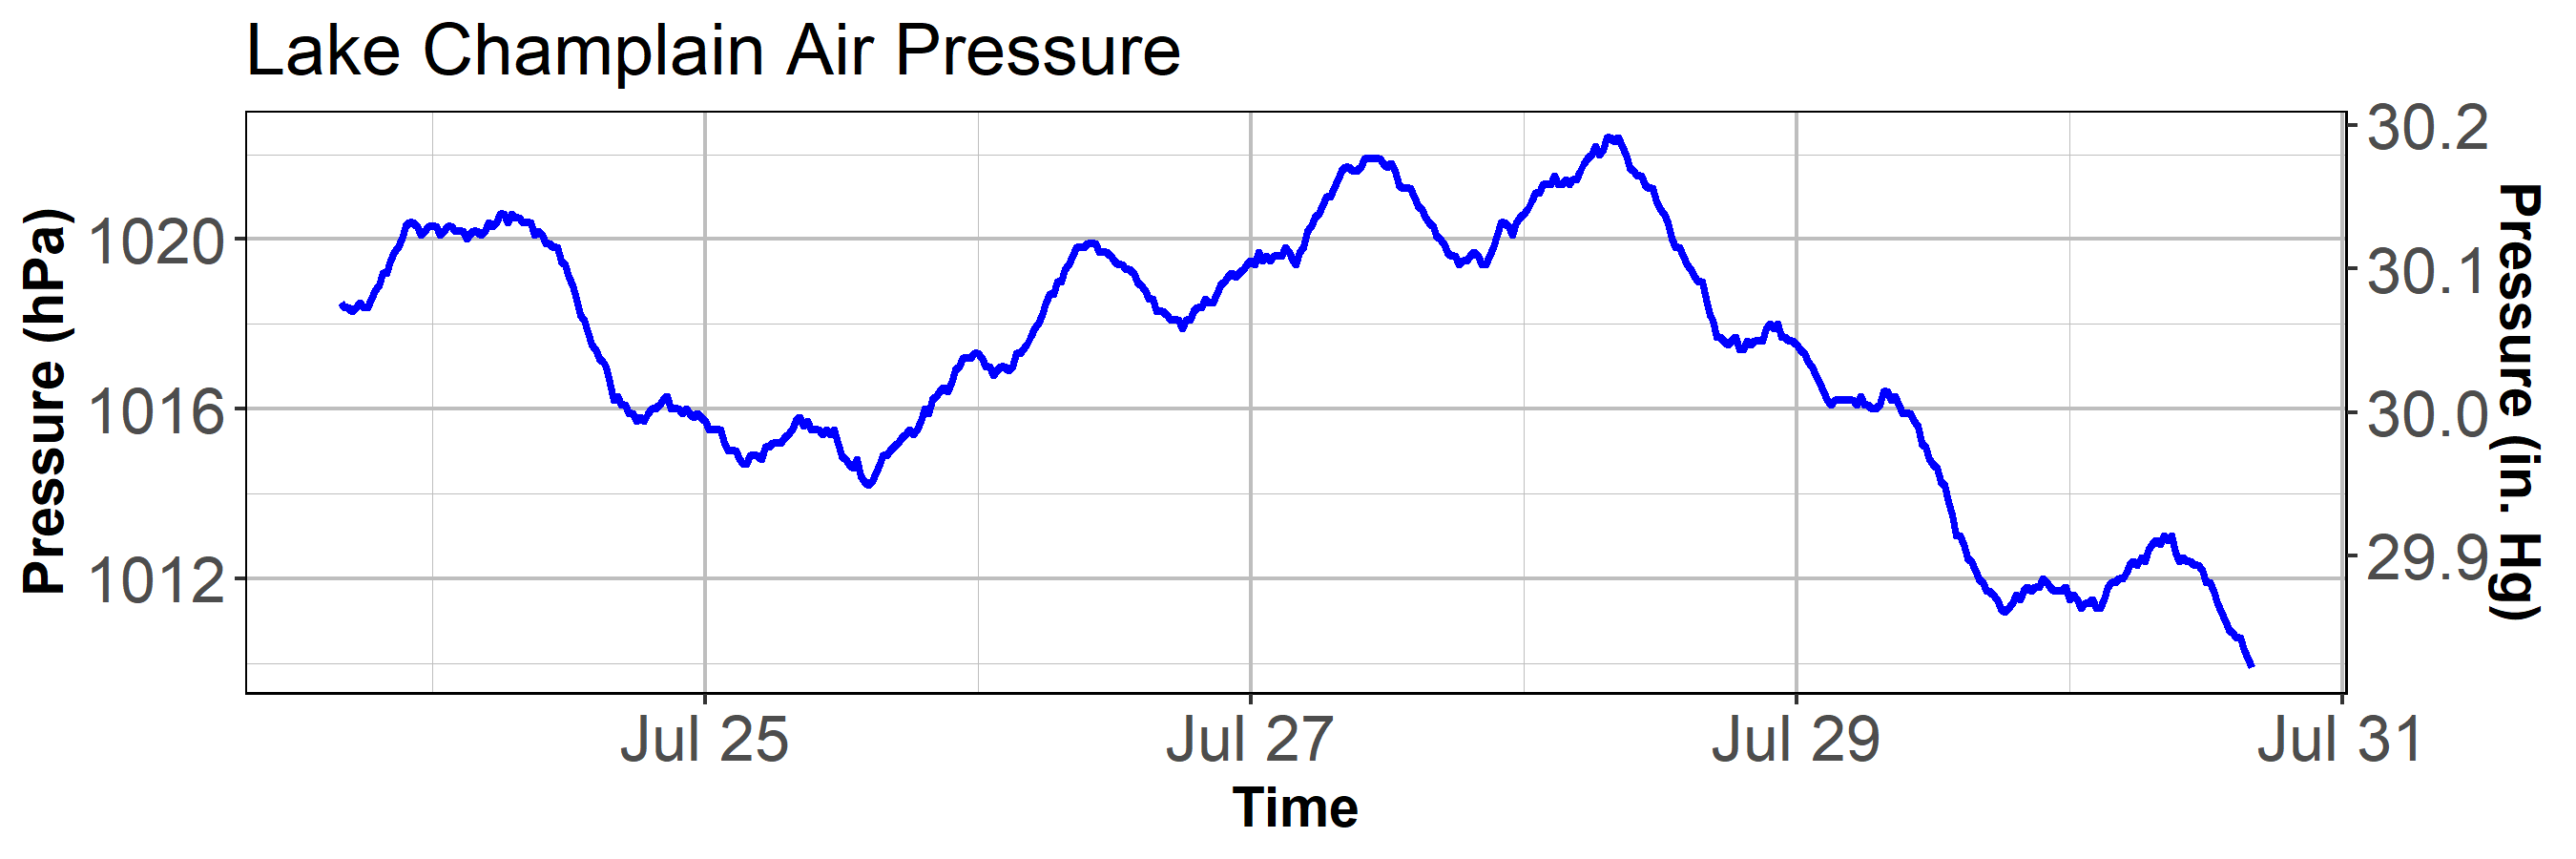 Lake Champlain Air Pressure
Pressure (hPa)
1020
1016
1012
30.2
30.1
30.0
29.9
Pressure (in. Hg)
Jul 25
Jul 27
Jul 29
Jul 31
Time